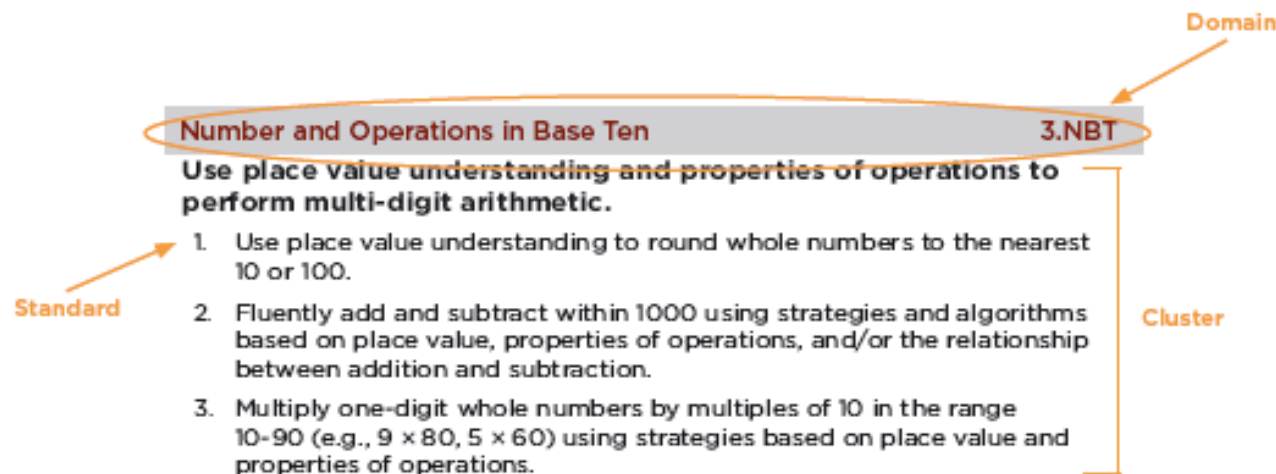 Domain
Number and Operations in Base Ten 3.NBT
Use place value understanding and properties of operations to
perform multi-digit arithmetic.
1. Use place value understanding to round whole numbers to the nearest
10 or 100.
Standard
2. Fluently add and subtract within 1000 using strategies and algorithms
based on place value, properties of operations, and/or the relationship
between addition and subtraction.
Cluster
3. Multiply one-digit whole numbers by multiples of 10 in the range
10-90 (e.g., 9 × 80, 5 × 60) using strategies based on place value and
properties of operations.